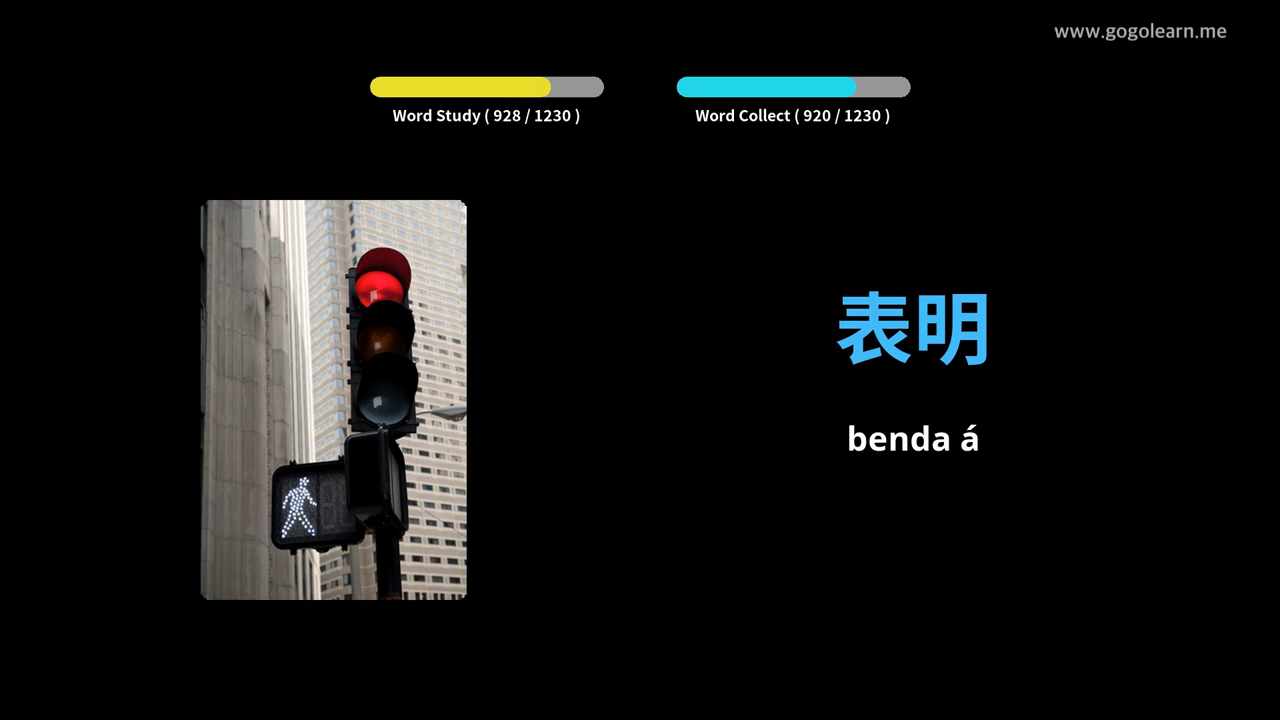 www.gogolearn.me
Word Study ( 928 / 1230 )
Word Collect ( 920 / 1230 )
表明
benda á